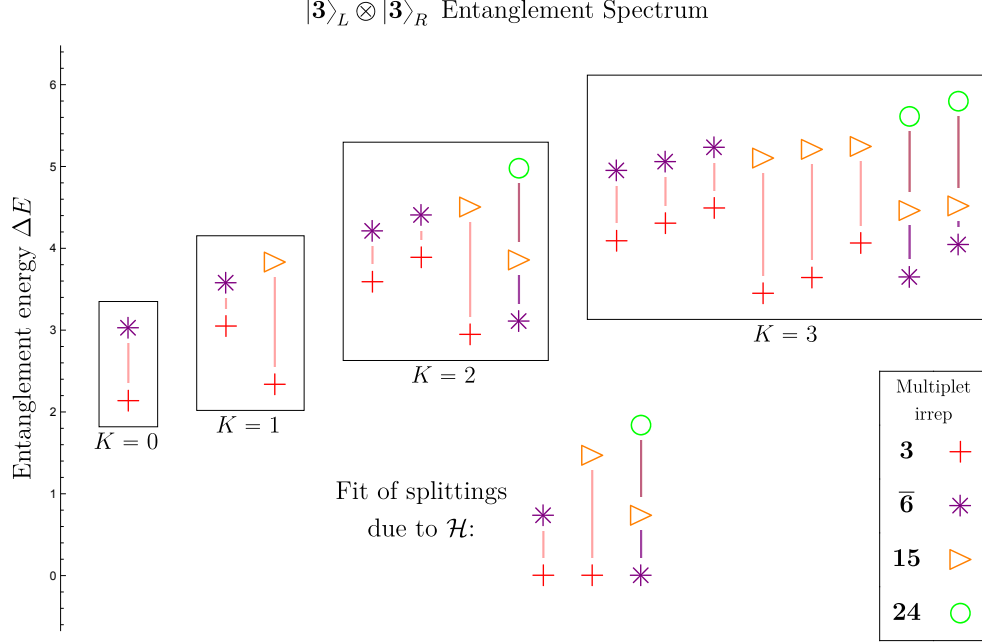 |𝟑⟩_L ⊗ |𝟑⟩_R Entanglement Spectrum
Entanglement energy ΔE
6
5
4
3
2
1
0
K = 0
K = 1
K = 2
K = 3
Fit of splittings
due to ℋ:
Multiplet
irrep
3
6̅
15
24